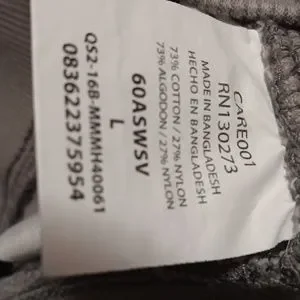 CARE001
RN130273
MADE IN BANGLADESH
HECHO EN BANGLADESH
73% COTTON / 27% NYLON
73% ALGODON / 27% NYLON
60ASWSV
L
QS2-16B-MMMMH40061
083622375954